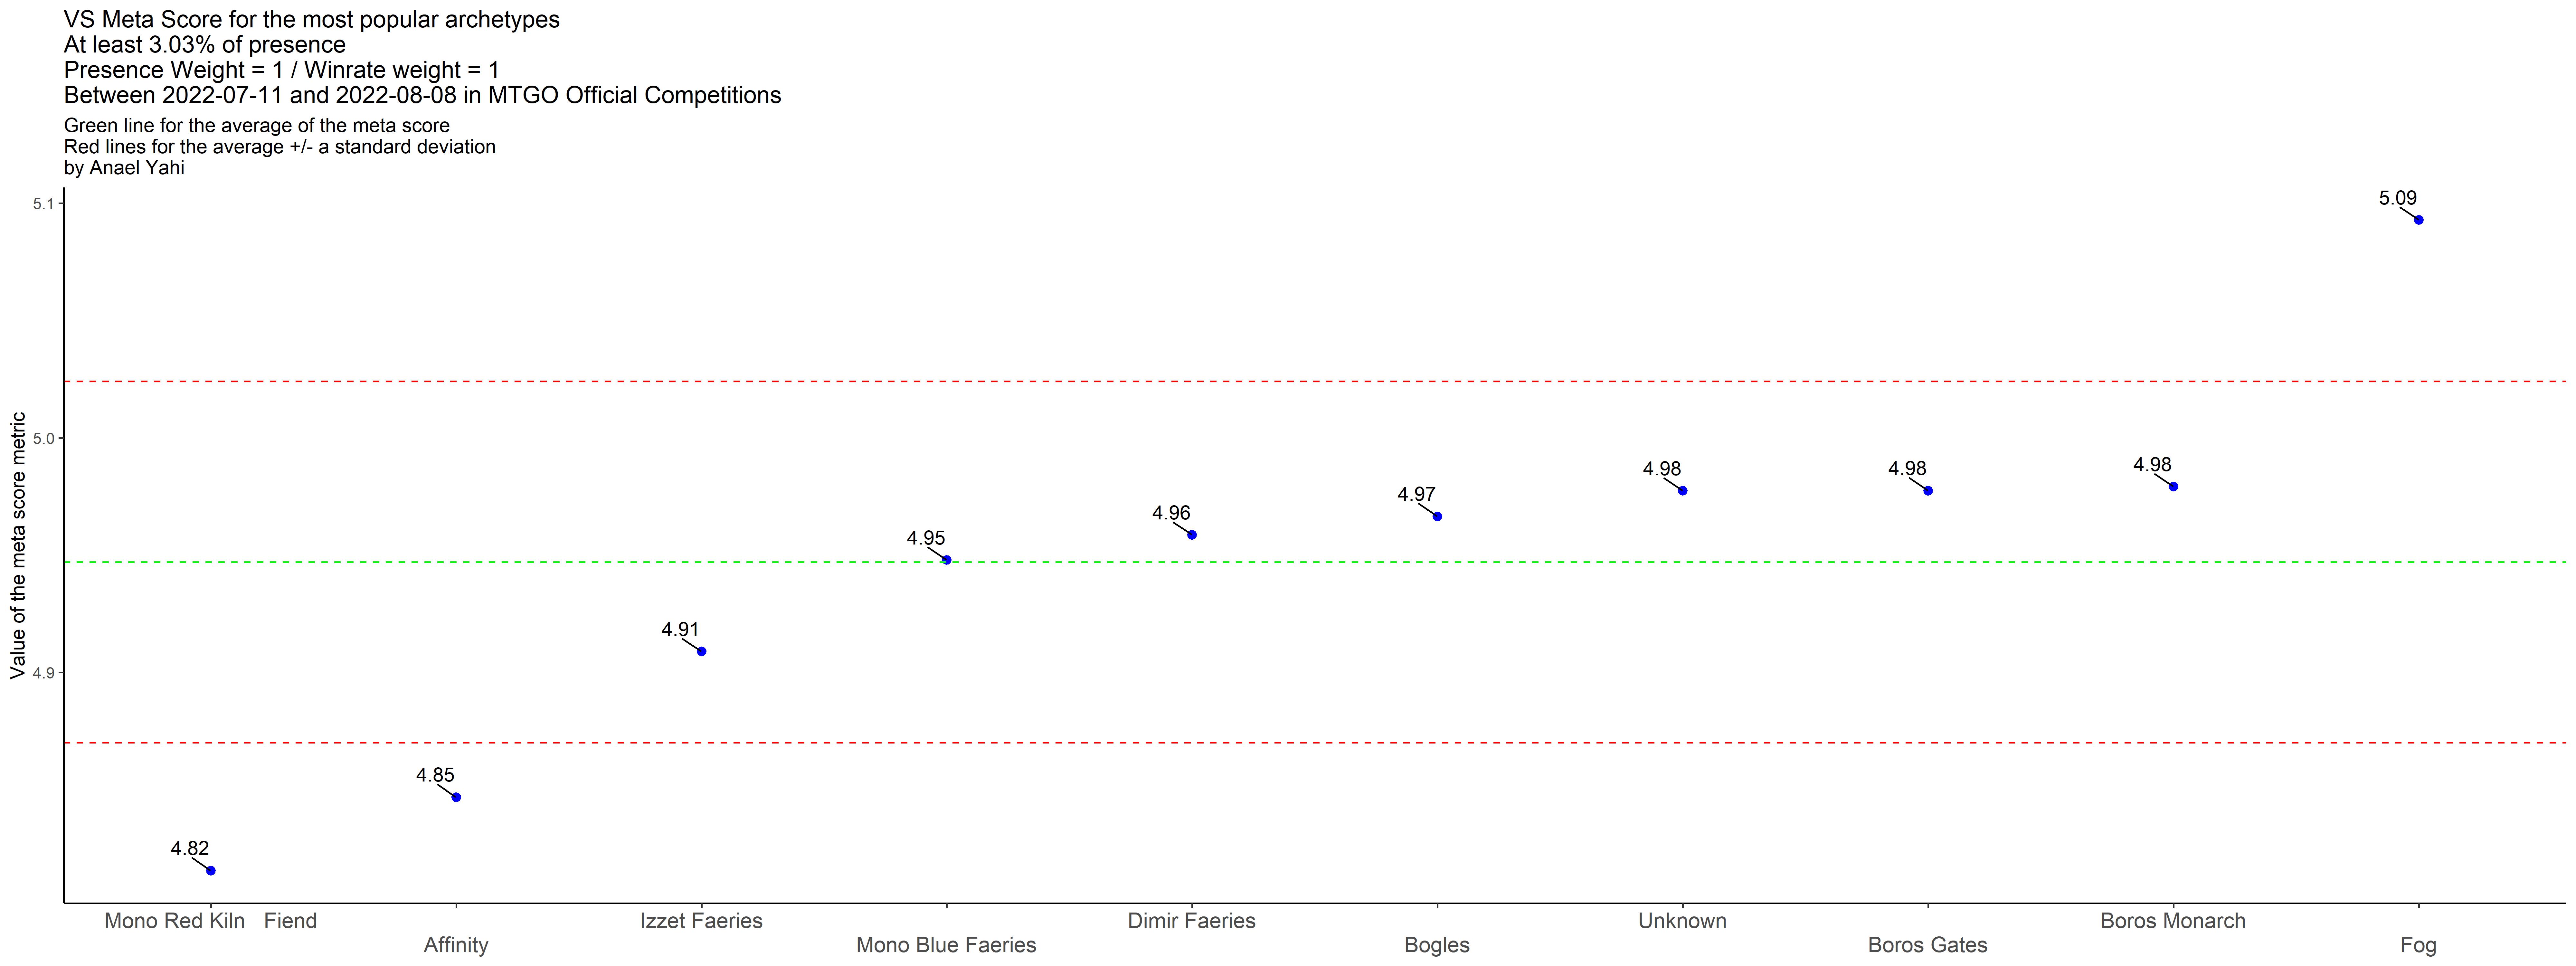 VS Meta Score for the most popular archetypes
At least 3.03% of presence
Presence Weight = 1 / Winrate weight = 1
Between 2022-07-11 and 2022-08-08 in MTGO Official Competitions
Green line for the average of the meta score
Red lines for the average +/- a standard deviation
by Anael Yahi
Value of the meta score metric
5.1
5.0
4.9
4.82
4.85
4.91
4.95
4.96
4.97
4.98
4.98
4.98
5.09
Mono Red Kiln Fiend
Affinity
Izzet Faeries
Mono Blue Faeries
Dimir Faeries
Bogles
Unknown
Boros Gates
Boros Monarch
Fog